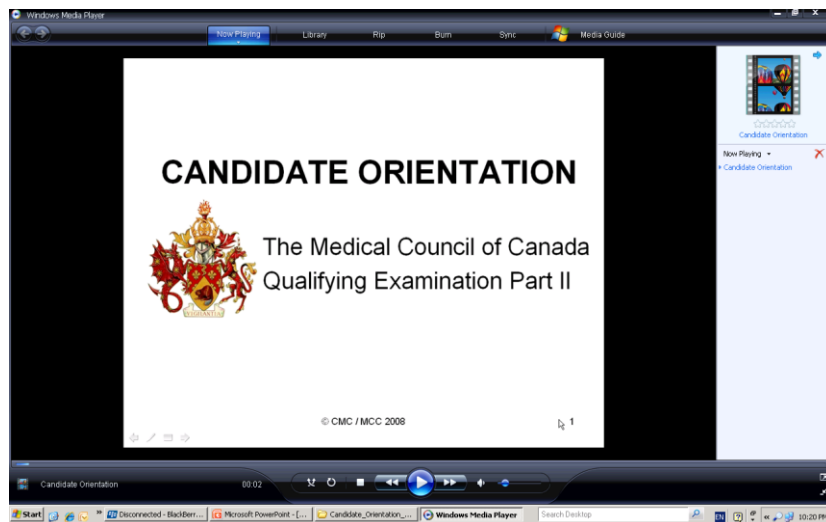 Windows Media Player
Now Playing Library Rip Burn Sync Media Guide
CANDIDATE ORIENTATION
The Medical Council of Canada
Qualifying Examination Part II
© CMC / MCC 2008
1
Candidate Orientation
Now Playing
Candidate Orientation
Candidate Orientation
00:02
Start
Disconnected - BlackBerr...
Microsoft PowerPoint - [...
Candidate_Orientation_...
Windows Media Player
Search Desktop
EN
10:20 PM